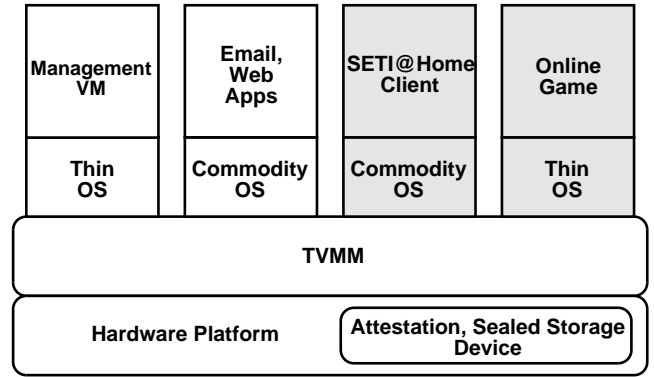 Management
VM
Email,
Web
Apps
SETI@Home
Client
Online
Game
Thin
OS
Commodity
OS
Commodity
OS
Thin
OS
TVMM
Hardware Platform
Attestation, Sealed Storage
Device